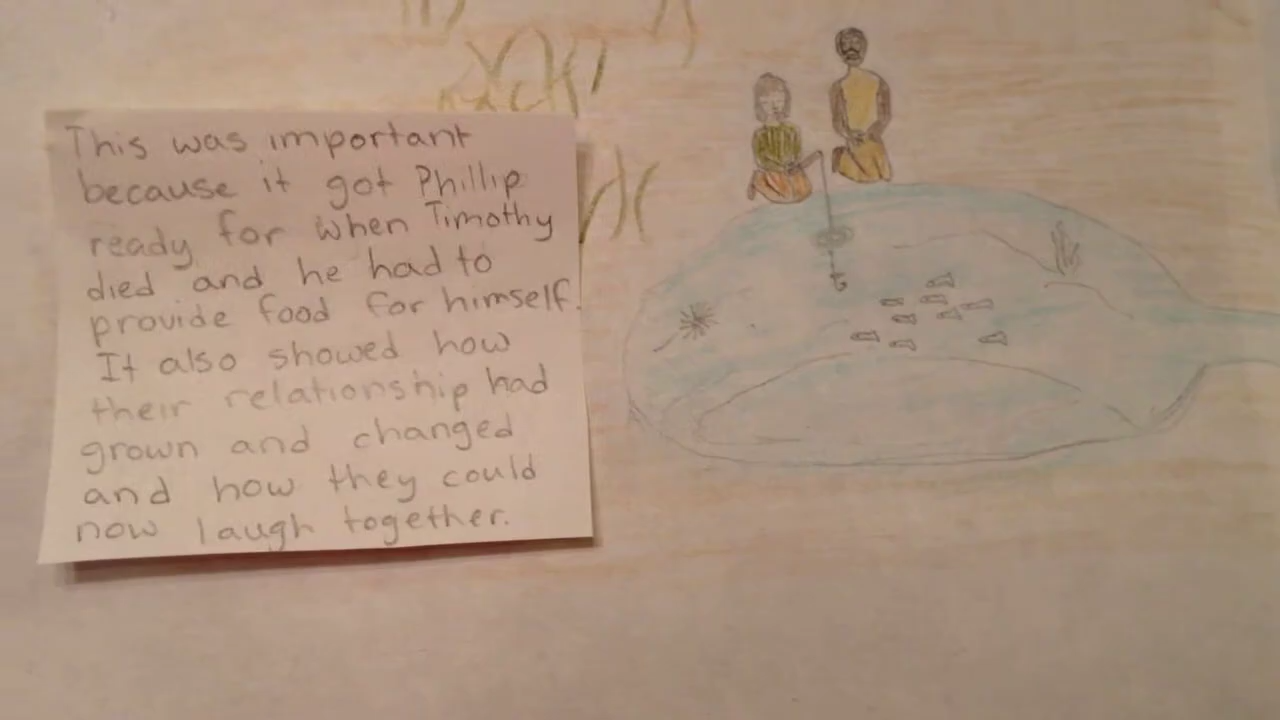 This was important
because it got Phillip
ready for when Timothy
died and he had to
provide food for himself.
It also showed how
their relationship had
grown and changed
and how they could
now laugh together.